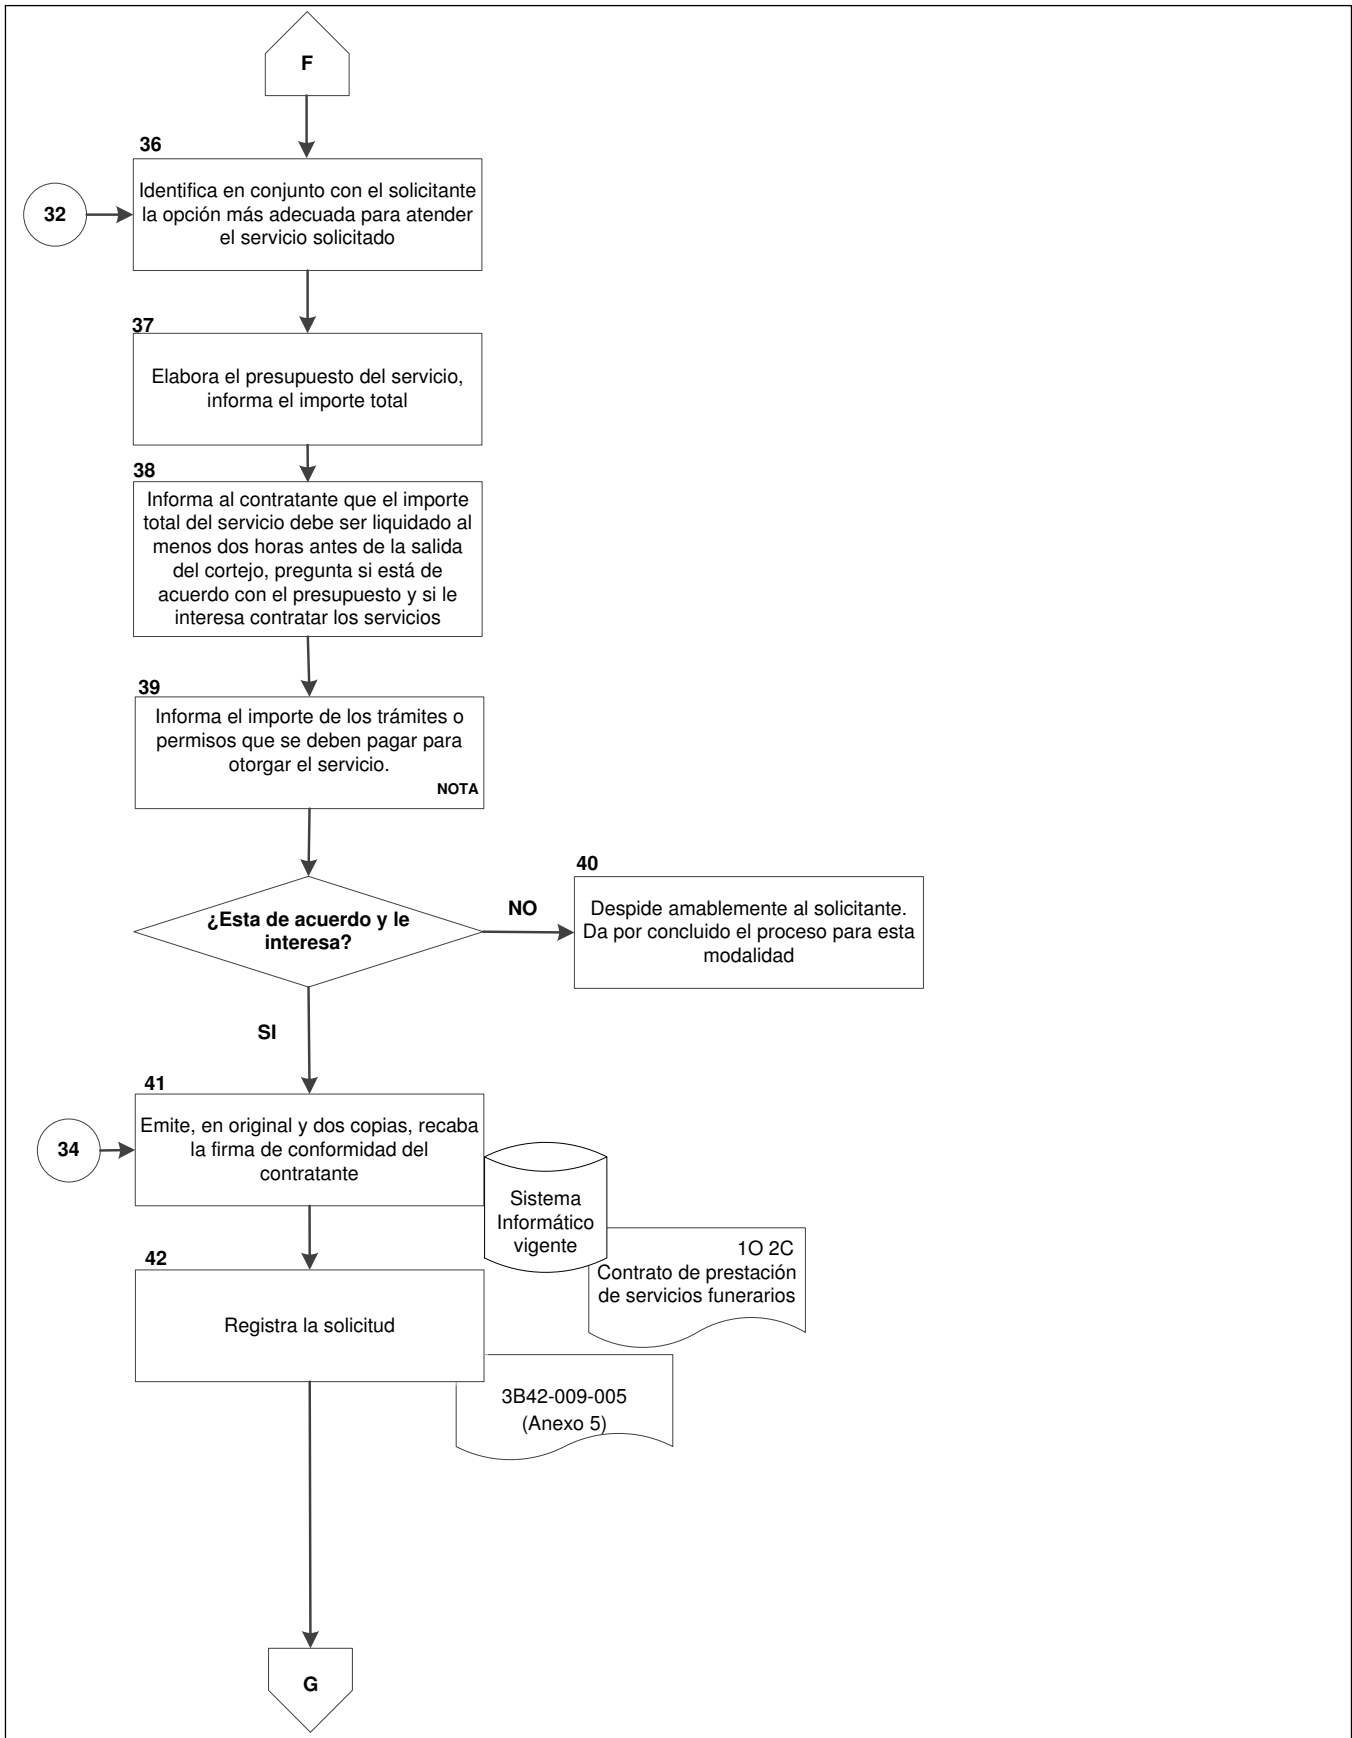 F
36
Identifica en conjunto con el solicitante
la opción más adecuada para atender
el servicio solicitado
32
37
Elabora el presupuesto del servicio,
informa el importe total
38
Informa al contratante que el importe
total del servicio debe ser liquidado al
menos dos horas antes de la salida
del cortejo, pregunta si está de
acuerdo con el presupuesto y si le
interesa contratar los servicios
39
Informa el importe de los trámites o
permisos que se deben pagar para
otorgar el servicio.
NOTA
¿Esta de acuerdo y le
interesa?
NO
40
Despide amablemente al solicitante.
Da por concluido el proceso para esta
modalidad
SI
41
Emite, en original y dos copias, recaba
la firma de conformidad del
contratante
34
Sistema
Informático
vigente
1O 2C
Contrato de prestación
de servicios funerarios
42
Registra la solicitud
3B42-009-005
(Anexo 5)
G